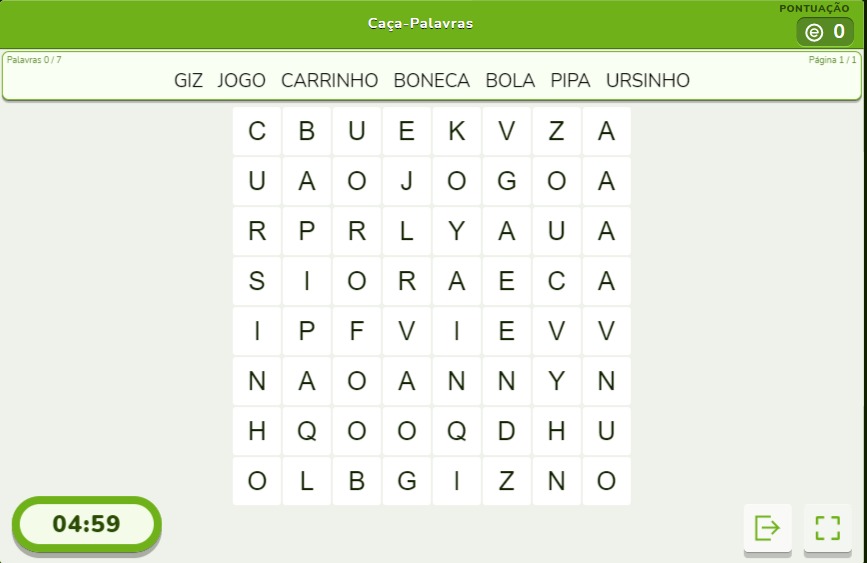 PONTUAÇÃO
Caça-Palavras
e 0
Palavras 0 / 7
Página 1 / 1
GIZ JOGO CARRINHO BONECA BOLA PIPA URSINHO
C B U E K V Z A
U A O J O G O A
R P R L Y A U A
S I O R A E C A
I P F V I E V V
N A O A N N Y N
H Q O O Q D H U
O L B G I Z N O
04:59